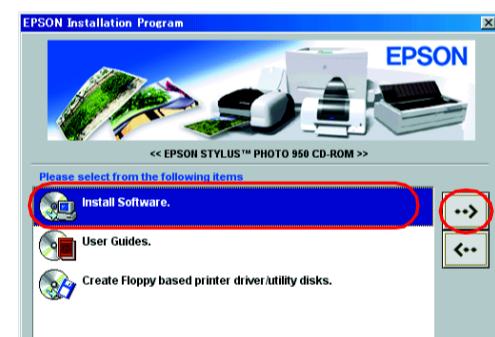 EPSON Installation Program
EPSON
<< EPSON STYLUS™ PHOTO 950 CD-ROM >>
Please select from the following items
Install Software.
User Guides.
Create Floppy based printer driver/utility disks.